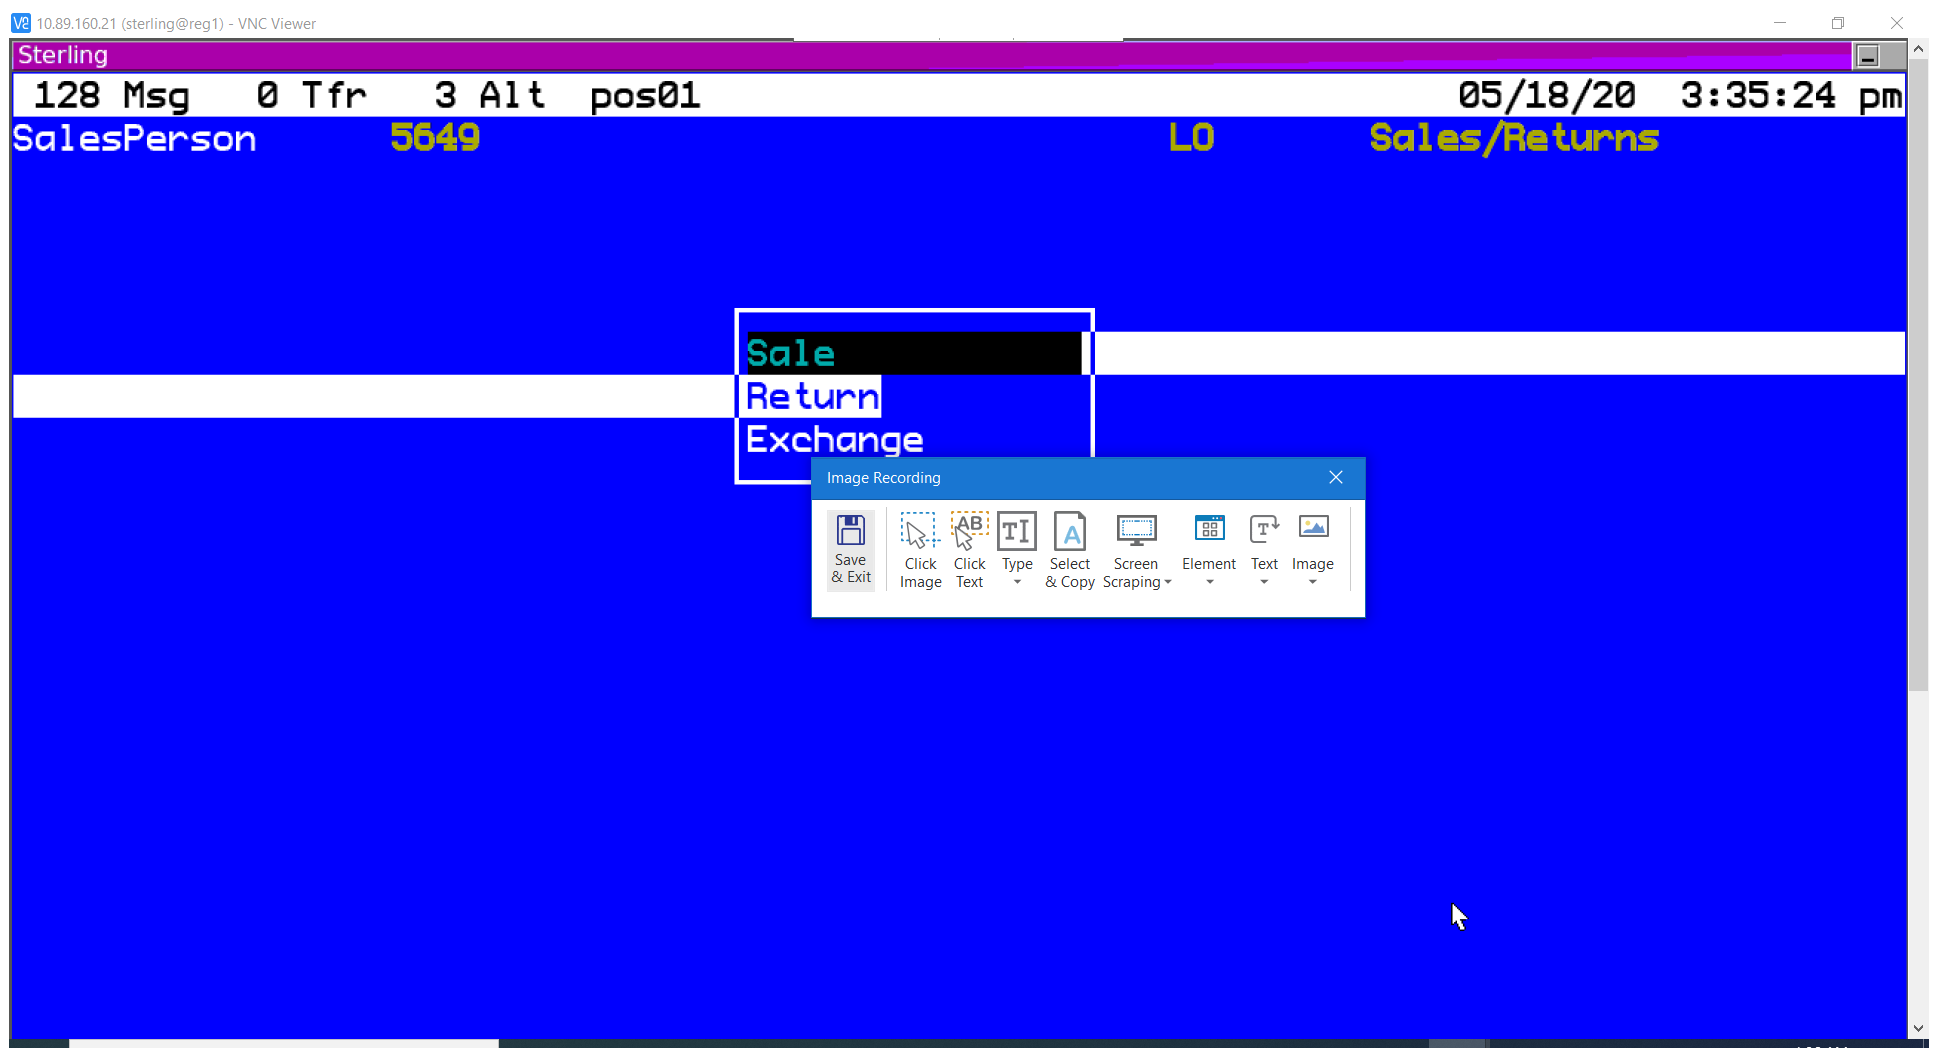 10.89.160.21 (sterling@reg1) - VNC Viewer
Sterling
128 Msg 0 Tfr 3 Alt pos01 05/18/20 3:35:24 pm
SalesPerson 5649 LO Sales/Returns
Sale
Return
Exchange
Image Recording
Save & Exit
Click Image
AB
Click Text
Type
Select & Copy
Screen Scraping
Element
Text
Image